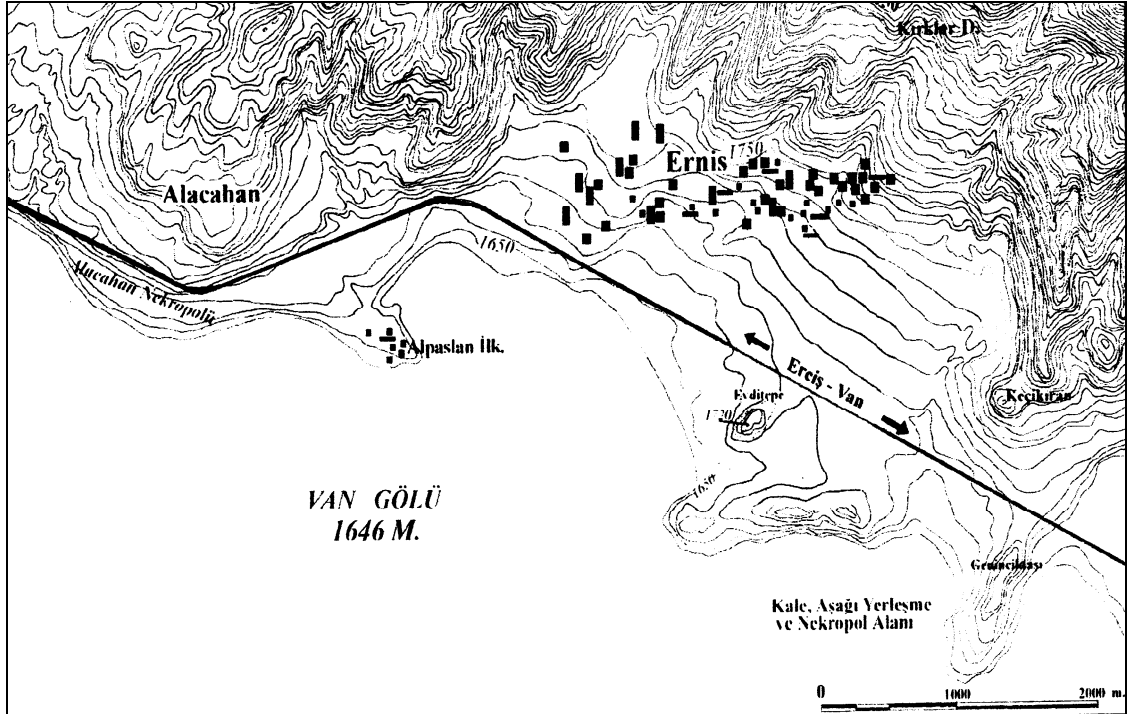 Kırklar D.
1750
Ernis
Alacahan
1650
Alacahan Nekropolü
Alpaslan İlk.
Erciş - Van
Evditepe
1720
Keçikıran
1650
VAN GÖLÜ
1646 M.
Kale, Aşağı Yerleşme
ve Nekropol Alanı
0 1000 2000 m.